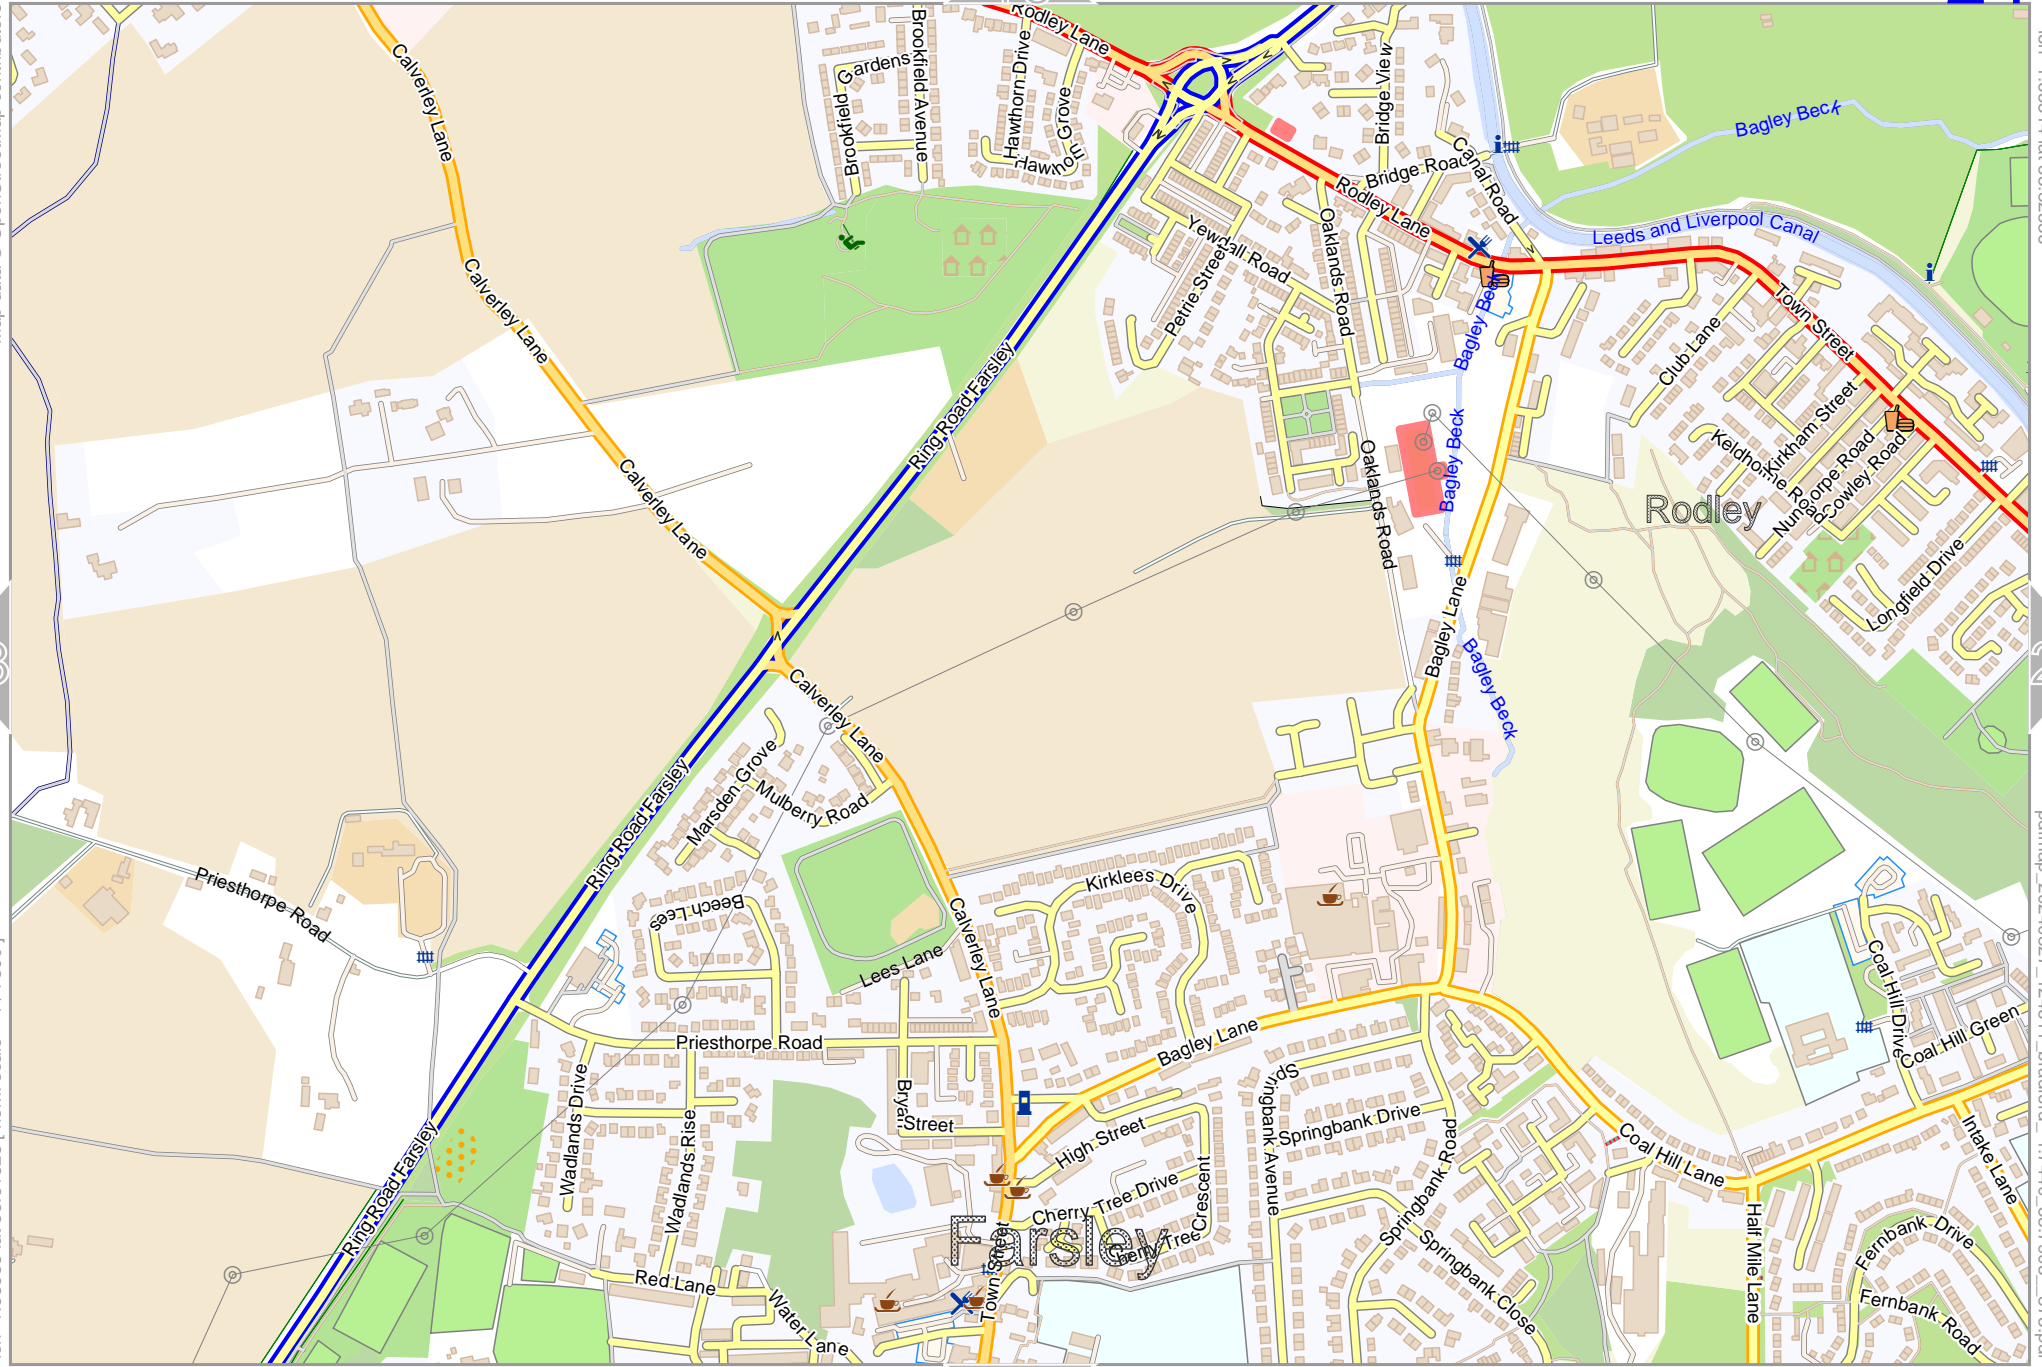 Rodley Lane
Calverley Lane
Gardens
Brookfield Avenue
Hawthorn Drive
Bridge View
Brookfield
Grove
Hawthorn
Bagley Beck
Canal Road
Bridge Road
Rodley Lane
Leeds and Liverpool Canal
Yewdall Road
Oaklands Road
Petrie Street
Bagley Beck
Calverley Lane
Town Street
Club Lane
Ring Road Farsley
Kirkham Street
Keldholme Road
Nunthorpe Road
Cowley Road
Oaklands Road
Bagley Beck
Calverley Lane
Rodley
Longfield Drive
Bagley Lane
Bagley Beck
Calverley Lane
Ring Road Farsley
Marsden Grove
Mulberry Road
Priesthorpe Road
Kirklees Drive
Beech Lees
Calverley Lane
Lees Lane
Coal Hill Drive
Coal Hill Green
Priesthorpe Road
Bagley Lane
Wadlands Drive
Wadlands Rise
Bryan Street
High Street
Springbank Avenue
Springbank Drive
Springbank Road
Coal Hill Lane
Intake Lane
Ring Road Farsley
Cherry Tree Drive
Cherry Tree Crescent
Farsley
Town Street
Red Lane
Water Lane
Springbank Close
Half Mile Lane
Fernbank Drive
Fernbank Road